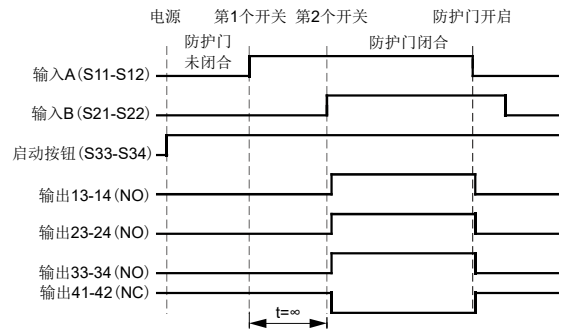 电源 第1个开关 第2个开关 防护门开启
防护门
未闭合
防护门闭合
输入A(S11-S12)
输入B(S21-S22)
启动按钮(S33-S34)
输出13-14(NO)
输出23-24(NO)
输出33-34(NO)
输出41-42(NC)
t=∞